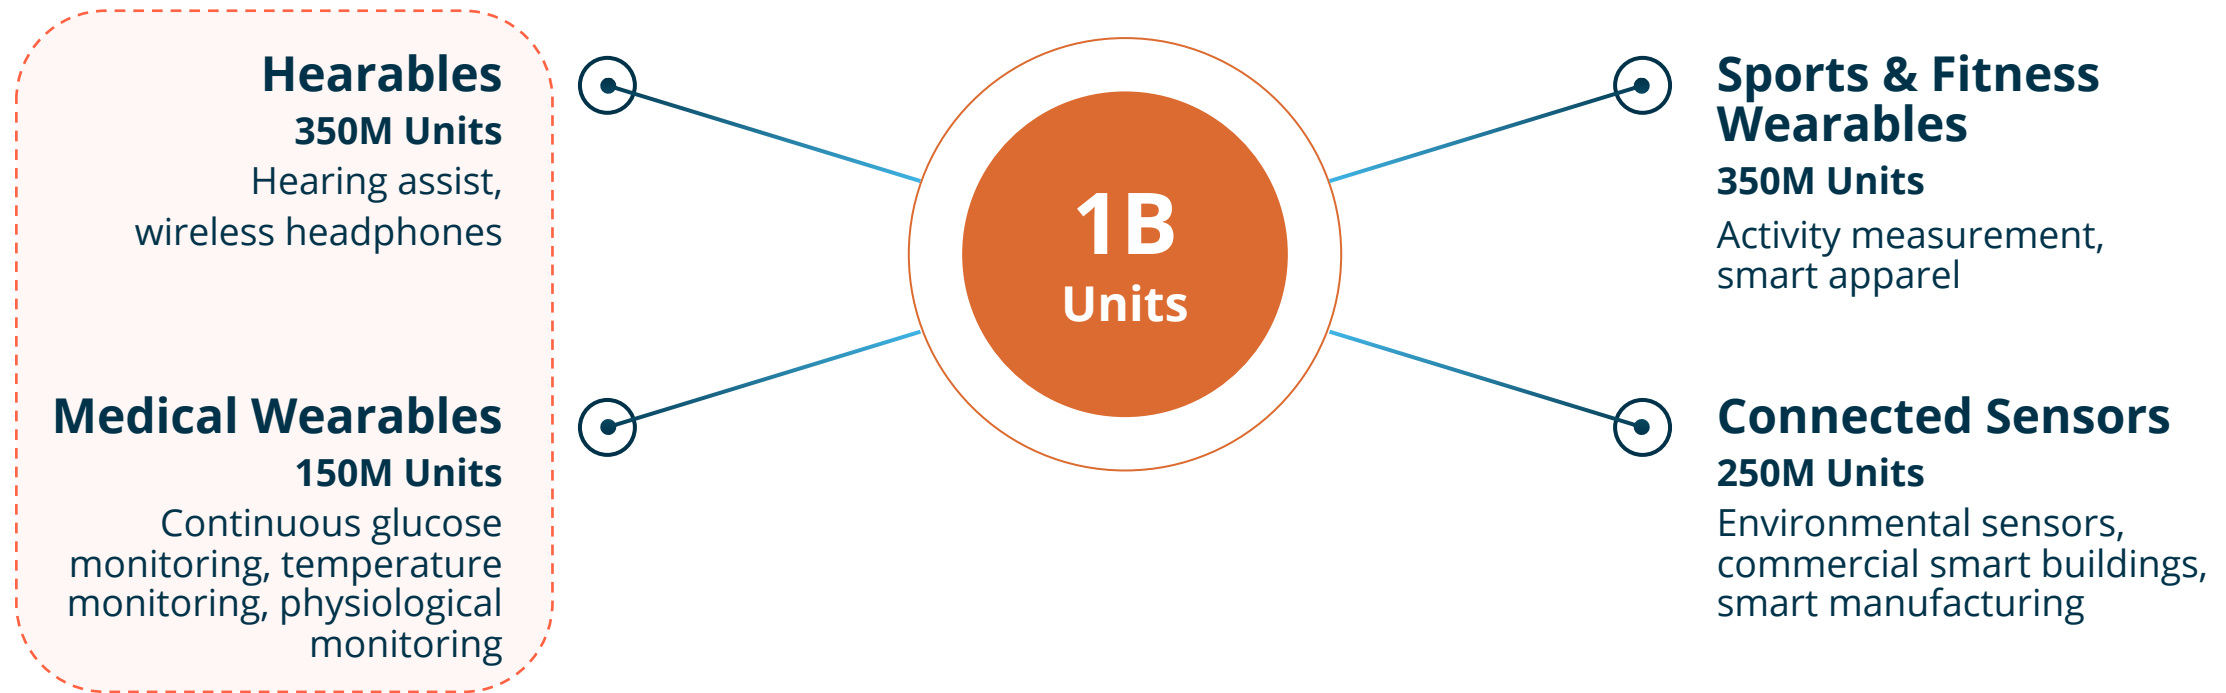 Hearables
350M Units
Hearing assist,
wireless headphones
Medical Wearables
150M Units
Continuous glucose
monitoring, temperature
monitoring, physiological
monitoring
1B
Units
Sports & Fitness
Wearables
350M Units
Activity measurement,
smart apparel
Connected Sensors
250M Units
Environmental sensors,
commercial smart buildings,
smart manufacturing